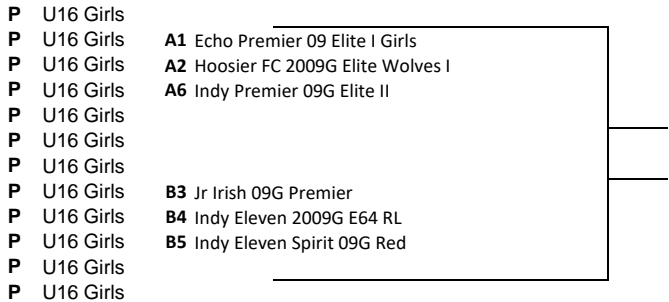 P U16 Girls
P U16 Girls A1 Echo Premier 09 Elite I Girls
P U16 Girls A2 Hoosier FC 2009G Elite Wolves I
P U16 Girls A6 Indy Premier 09G Elite II
P U16 Girls
P U16 Girls
P U16 Girls
P U16 Girls B3 Jr Irish 09G Premier
P U16 Girls B4 Indy Eleven 2009G E64 RL
P U16 Girls B5 Indy Eleven Spirit 09G Red
P U16 Girls
P U16 Girls